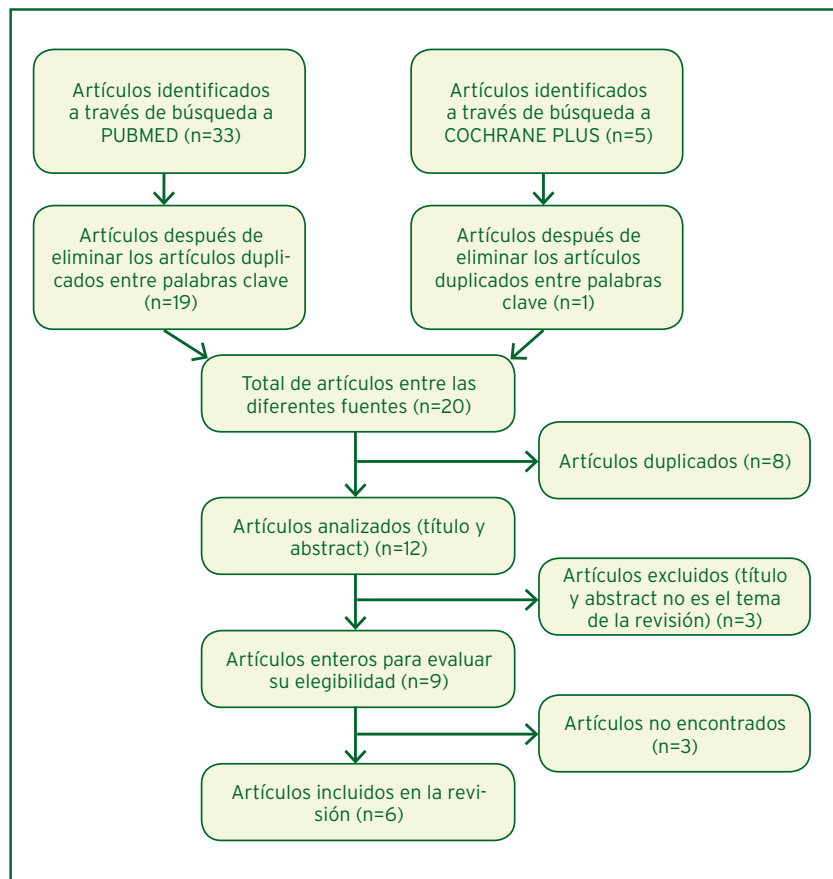 Artículos identificados
a través de búsqueda a
PUBMED (n=33)
Artículos identificados
a través de búsqueda a
COCHRANE PLUS (n=5)
Artículos después de
eliminar los artículos dupli-
cados entre palabras clave
(n=19)
Artículos después de
eliminar los artículos
duplicados entre palabras
clave (n=1)
Total de artículos entre las
diferentes fuentes (n=20)
Artículos duplicados (n=8)
Artículos analizados (título y
abstract) (n=12)
Artículos excluidos (título
y abstract no es el tema
de la revisión) (n=3)
Artículos enteros para evaluar
su elegibilidad (n=9)
Artículos no encontrados
(n=3)
Artículos incluidos en la revi-
sión (n=6)